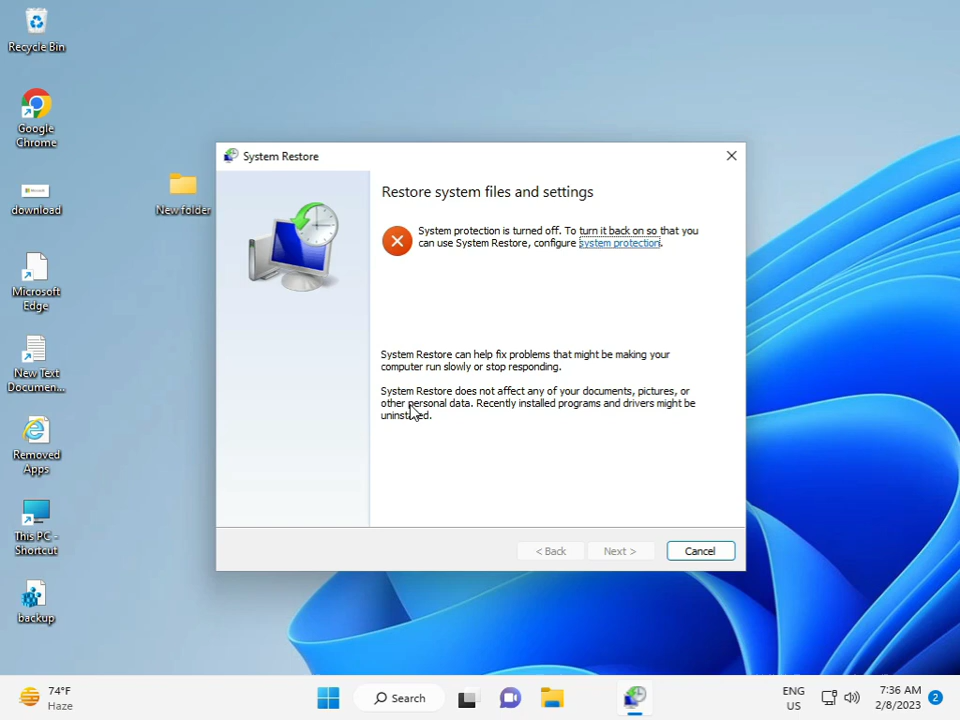 Recycle Bin
Google
Chrome
download
New folder
Microsoft
Edge
New Text
Documen...
Removed
Apps
This PC -
Shortcut
backup
System Restore
Restore system files and settings
System protection is turned off. To turn it back on so that you
can use System Restore, configure system protection.
System Restore can help fix problems that might be making your
computer run slowly or stop responding.
System Restore does not affect any of your documents, pictures, or
other personal data. Recently installed programs and drivers might be
uninstalled.
< Back
Next >
Cancel
74°F
Haze
Search
ENG
US
7:36 AM
2/8/2023
2